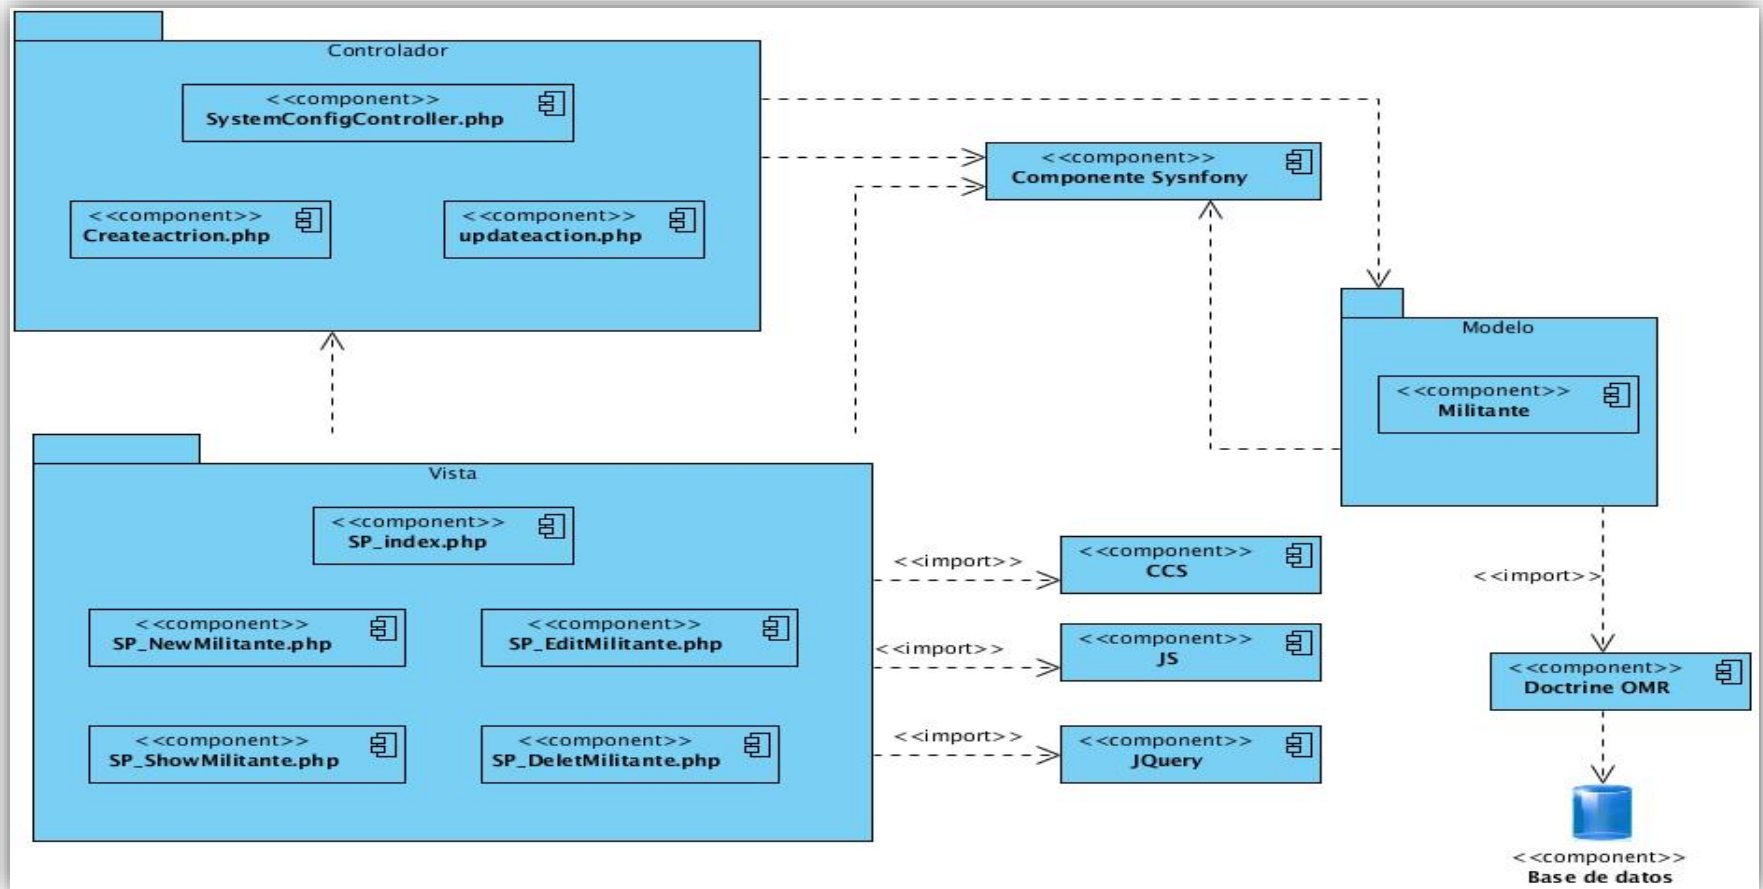 Controlador
<<component>>
SystemConfigController.php
<<component>>
Createactrion.php
<<component>>
updateaction.php
<<component>>
Componente Sysnfony
Modelo
<<component>>
Militante
Vista
<<component>>
SP_index.php
<<component>>
SP_NewMilitante.php
<<component>>
SP_EditMilitante.php
<<component>>
SP_ShowMilitante.php
<<component>>
SP_DeletMilitante.php
<<import>>
<<component>>
CCS
<<import>>
<<component>>
JS
<<import>>
<<component>>
JQuery
<<import>>
<<component>>
Doctrine OMR
<<component>>
Base de datos